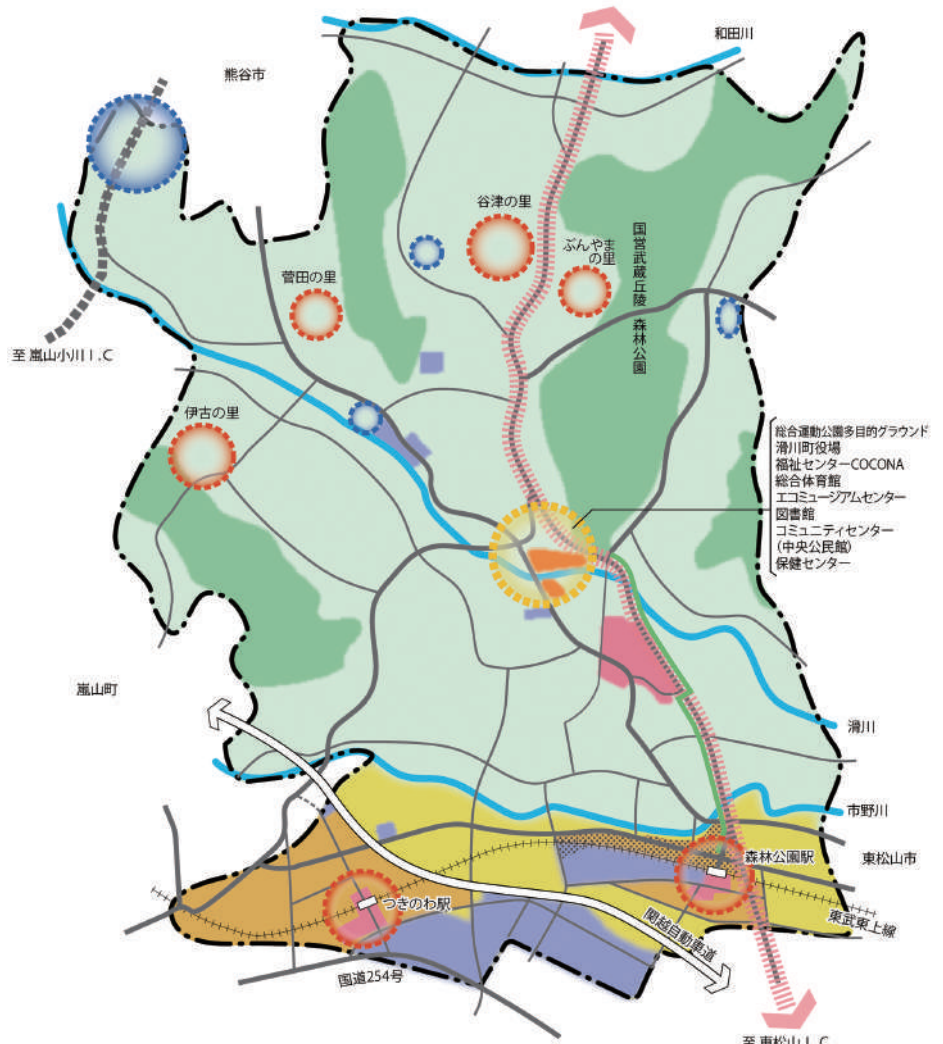 和田川
熊谷市
谷津の里
ぶんやま
の里
国営武蔵丘陵 森林公園
菅田の里
至 嵐山小川I.C
伊古の里
総合運動公園多目的グラウンド
滑川町役場
福祉センターCOCONA
総合体育館
エコミュージアムセンター
図書館
コミュニティセンター
(中央公民館)
保健センター
嵐山町
滑川
市野川
東松山市
森林公園駅
つきのわ駅
東武東上線
関越自動車道
国道254号
至 東松山I.C